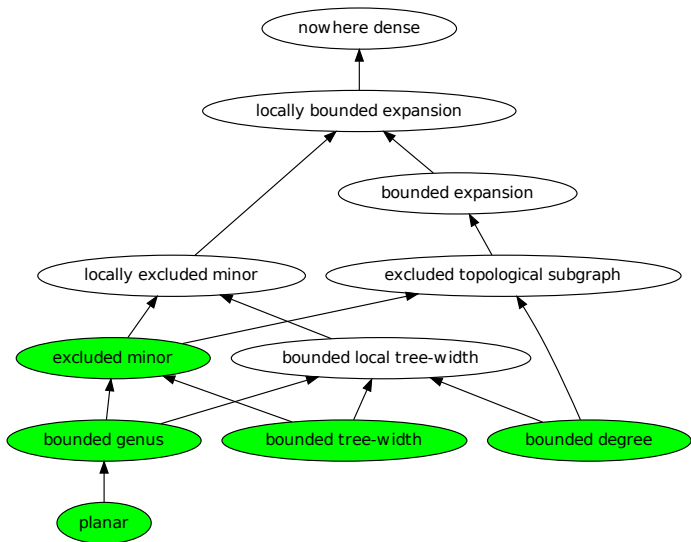 nowhere dense
locally bounded expansion
bounded expansion
locally excluded minor
excluded topological subgraph
excluded minor
bounded local tree-width
bounded genus
bounded tree-width
bounded degree
planar